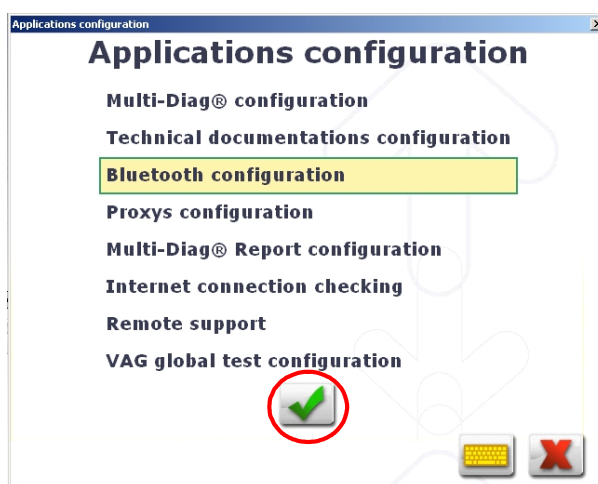 Applications configuration
Applications configuration
Multi-Diag® configuration
Technical documentations configuration
Bluetooth configuration
Proxys configuration
Multi-Diag® Report configuration
Internet connection checking
Remote support
VAG global test configuration